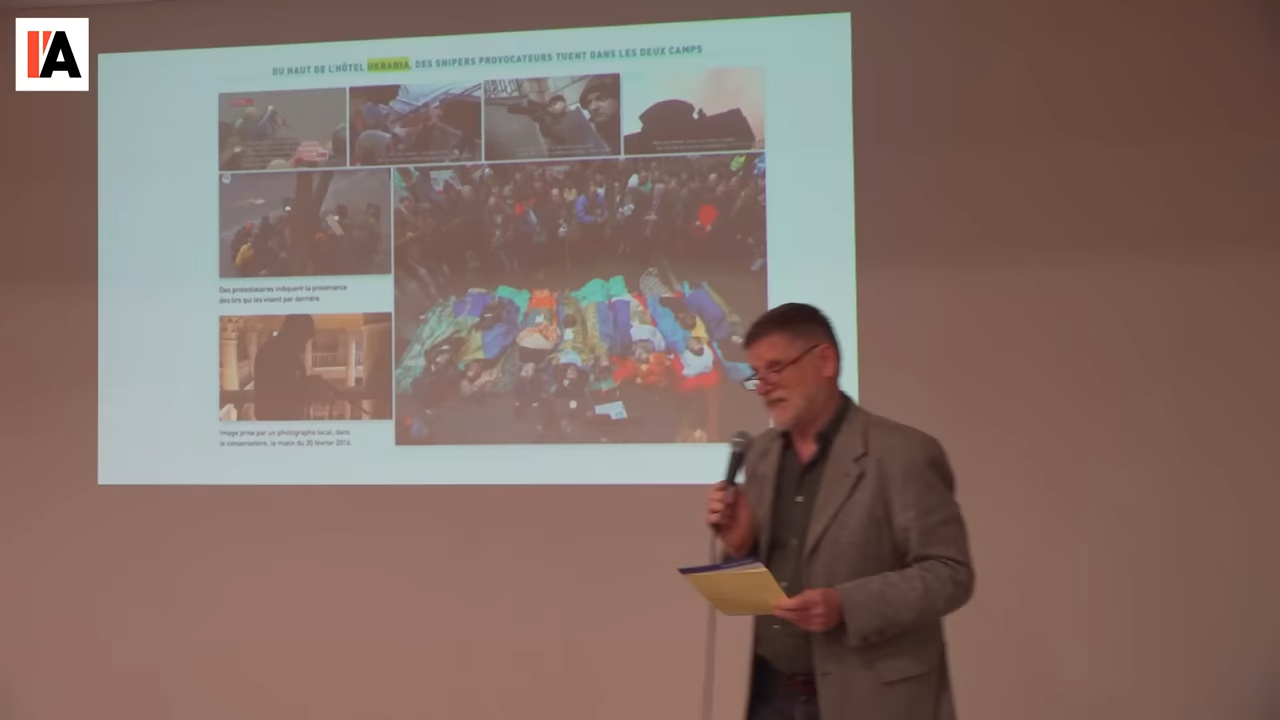 I'A
DU HAUT DE L'HÔTEL UKRANIA, DES SNIPERS PROVOCATEURS TUENT DANS LES DEUX CAMPS
Des protestataires indiquent la provenance
des tirs qui les visent par derrière.
Image prise par un photographe local, dans
le conservatoire, le matin du 20 février 2014.